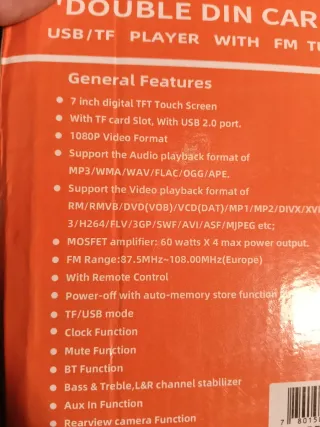 'DOUBLE DIN CAR
USB/TF PLAYER WITH FM
General Features
7 inch digital TFT Touch Screen
With TF card Slot, With USB 2.0 port.
1080P Video Format
Support the Audio playback format of
MP3/WMA/WAV/FLAC/OGG/APE.
Support the Video playback format of
RM/RMVB/DVD(VOB)/VCD(DAT)/MP1/MP2/DIVX/XVI
3/H264/FLV/3GP/SWF/AVI/ASF/MJPEG etc;
MOSFET amplifier: 60 watts X 4 max power output.
FM Range:87.5MHz~108.00MHz(Europe)
With Remote Control
Power-off with auto-memory store function
TF/USB mode
Clock Function
Mute Function
BT Function
Bass & Treble,L&R channel stabilizer
Aux In Function
Rearview camera Function
7 80158